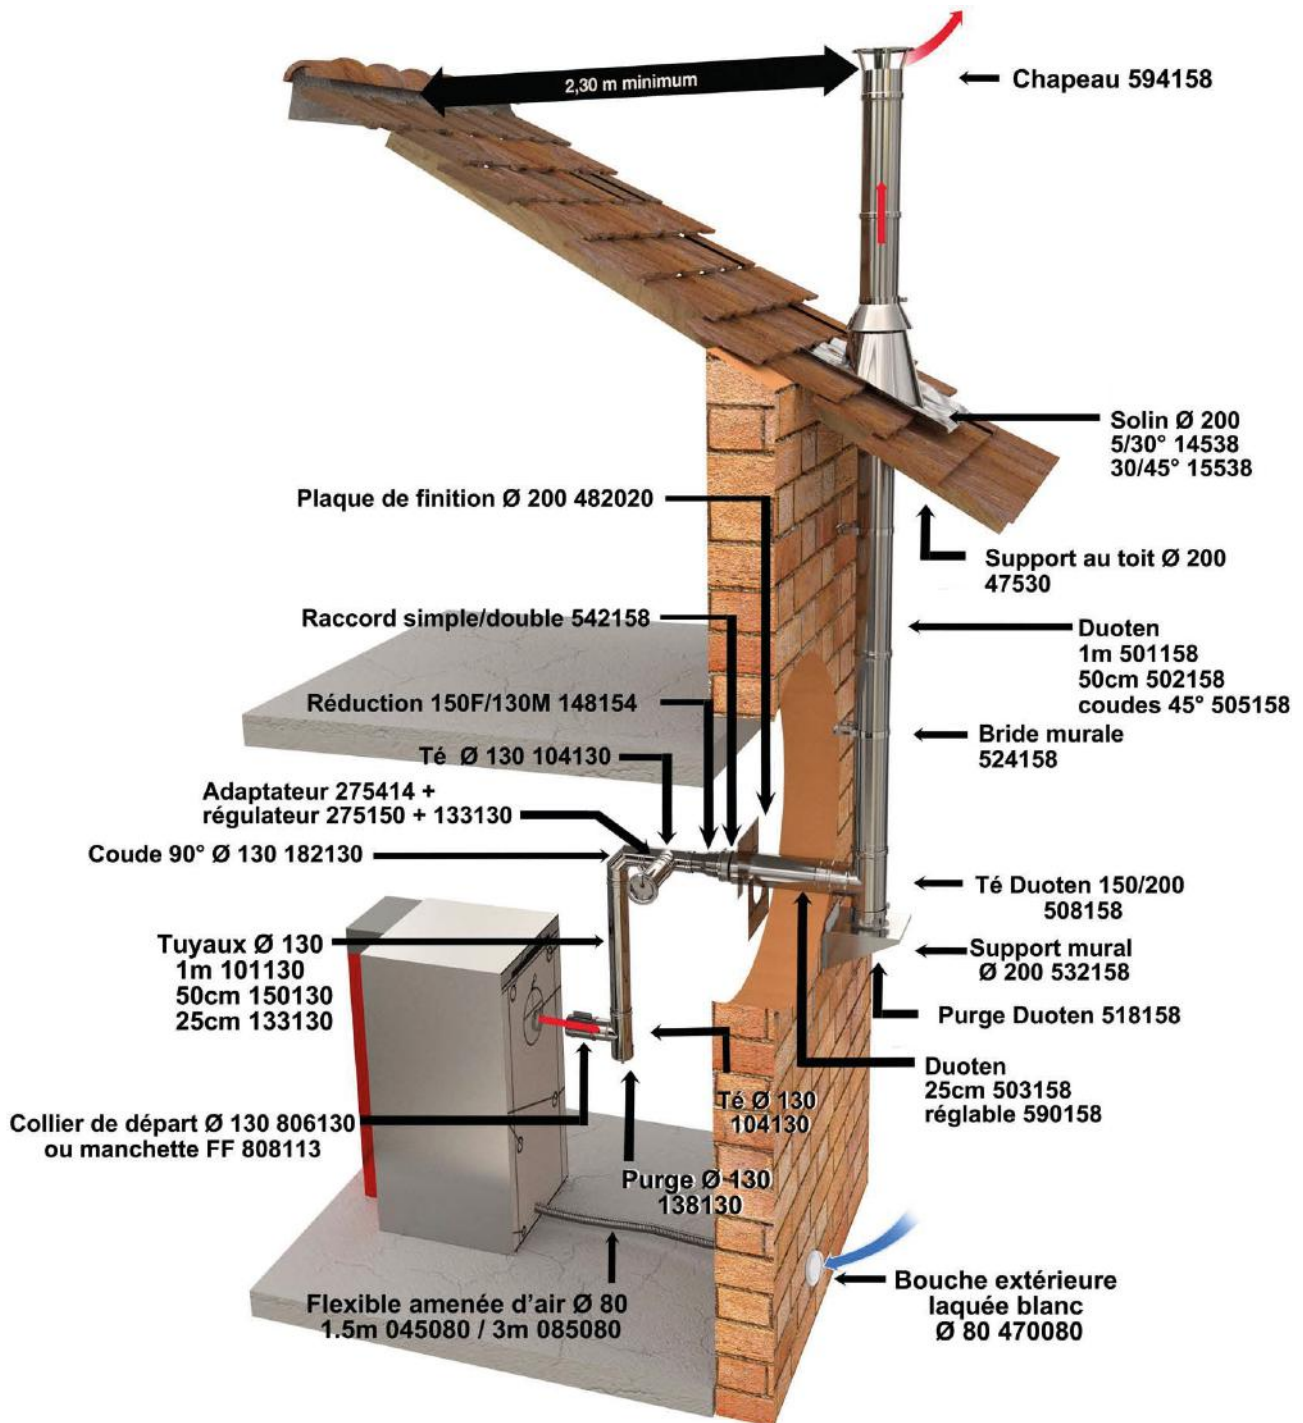 2,30 m minimum
Chapeau 594158
Solin Ø 200
5/30° 14538
30/45° 15538
Plaque de finition Ø 200 482020
Support au toit Ø 200
47530
Raccord simple/double 542158
Duoten
1m 501158
50cm 502158
coudes 45° 505158
Réduction 150F/130M 148154
Bride murale
524158
Té Ø 130 104130
Adaptateur 275414 +
régulateur 275150 + 133130
Coude 90° Ø 130 182130
Té Duoten 150/200
508158
Tuyaux Ø 130
1m 101130
50cm 150130
25cm 133130
Support mural
Ø 200 532158
Purge Duoten 518158
Duoten
25cm 503158
réglable 590158
Collier de départ Ø 130 806130
ou manchette FF 808113
Té Ø 130
104130
Purge Ø 130
138130
Flexible amenée d'air Ø 80
1.5m 045080 / 3m 085080
Bouche extérieure
laquée blanc
Ø 80 470080